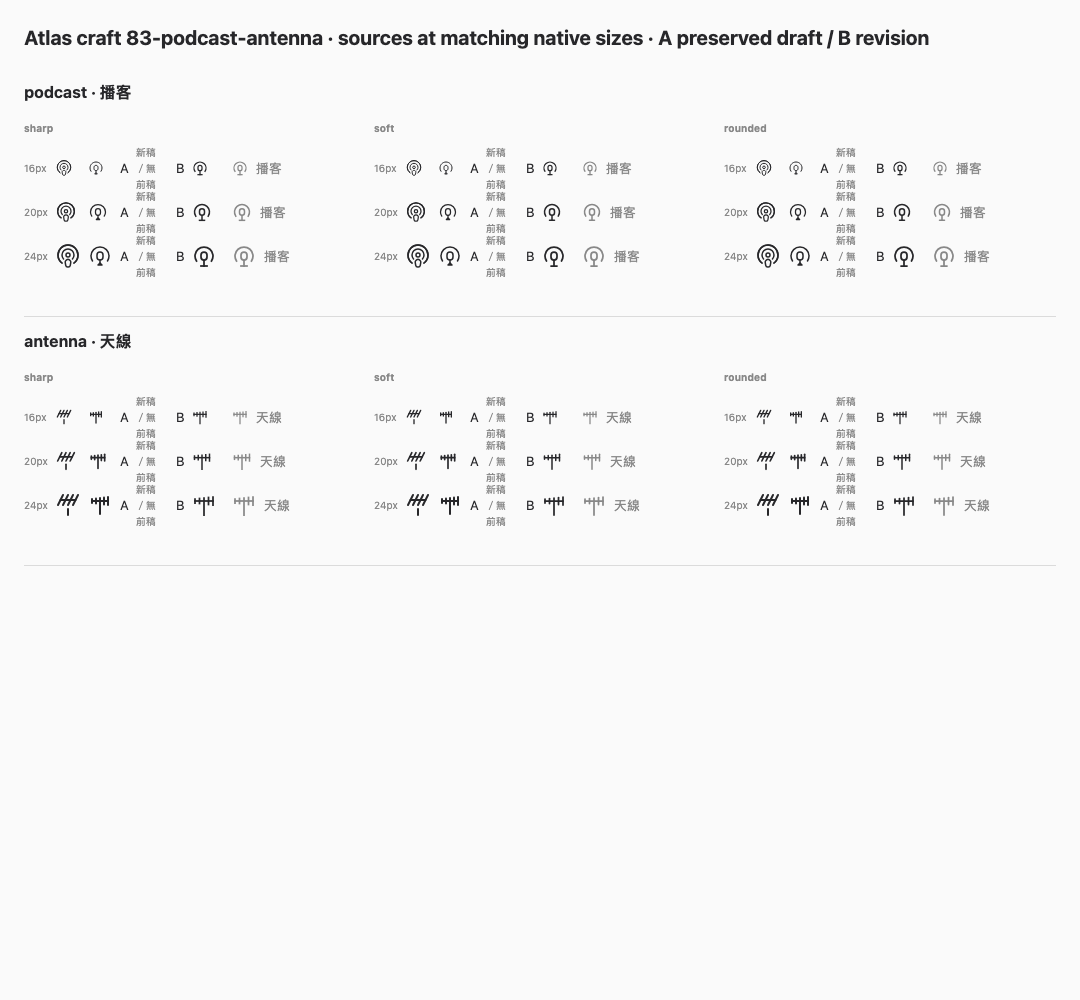 Atlas craft 83-podcast-antenna · sources at matching native sizes · A preserved draft / B revision
podcast · 播客
sharp
soft
rounded
16px A 新稿 / 無前稿 B 播客
16px A 新稿 / 無前稿 B 播客
16px A 新稿 / 無前稿 B 播客
20px A 新稿 / 無前稿 B 播客
20px A 新稿 / 無前稿 B 播客
20px A 新稿 / 無前稿 B 播客
24px A 新稿 / 無前稿 B 播客
24px A 新稿 / 無前稿 B 播客
24px A 新稿 / 無前稿 B 播客
antenna · 天線
sharp
soft
rounded
16px A 新稿 / 無前稿 B 天線
16px A 新稿 / 無前稿 B 天線
16px A 新稿 / 無前稿 B 天線
20px A 新稿 / 無前稿 B 天線
20px A 新稿 / 無前稿 B 天線
20px A 新稿 / 無前稿 B 天線
24px A 新稿 / 無前稿 B 天線
24px A 新稿 / 無前稿 B 天線
24px A 新稿 / 無前稿 B 天線